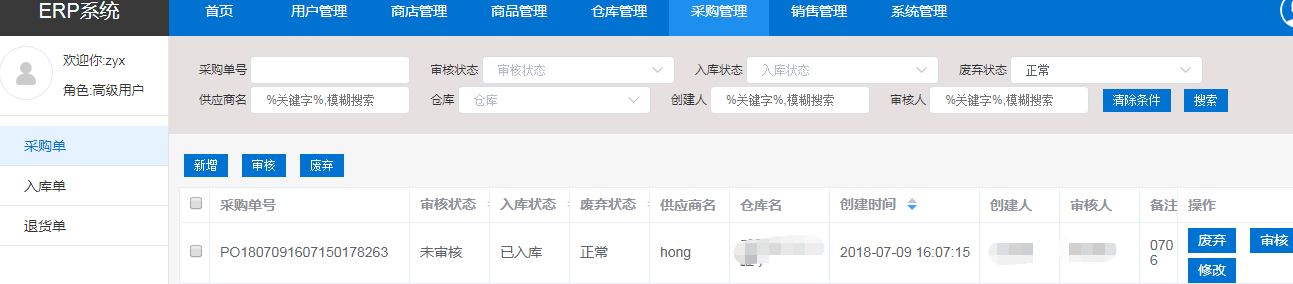 ERP系统 首页 用户管理 商店管理 商品管理 仓库管理 采购管理 销售管理 系统管理
欢迎你:zyx
角色:高级用户
采购单
入库单
退货单
采购单号 审核状态 审核状态 入库状态 入库状态 废弃状态 正常
供应商名 %关键字%,模糊搜索 仓库 仓库 创建人 %关键字%,模糊搜索 审核人 %关键字%,模糊搜索 清除条件 搜索
新增 审核 废弃
采购单号 审核状态 入库状态 废弃状态 供应商名 仓库名 创建时间 创建人 审核人 备注 操作
PO1807091607150178263 未审核 已入库 正常 hong 2018-07-09 16:07:15 0706 废弃 审核
修改